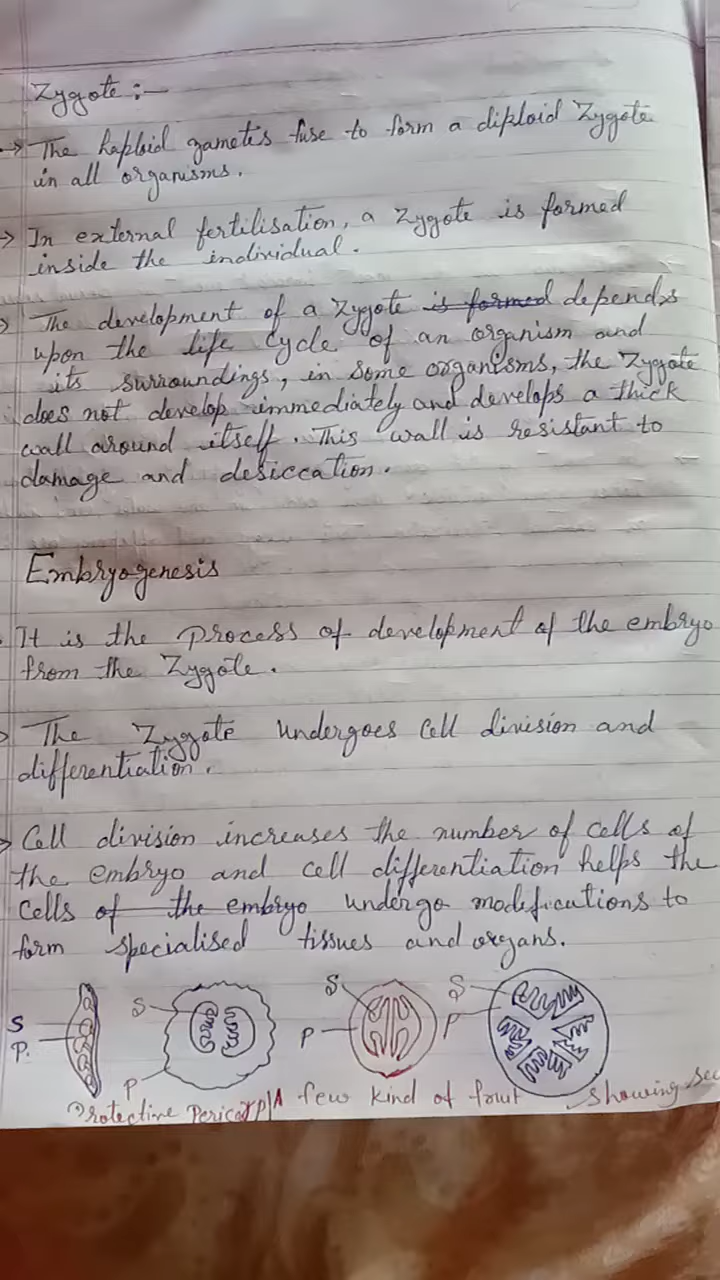 Zygote :-
→ The haploid gametes fuse to form a diploid Zygote
in all organisms.
→ In external fertilisation, a zygote is formed
inside the individual.
→ The development of a zygote is formed depends
upon the life cycle of an organism and
its surroundings, in some organisms, the Zygote
does not develop immediately and develops a thick
wall around itself. This wall is resistant to
damage and desiccation.
Embryogenesis
→ It is the process of development of the embryo
from the Zygote.
→ The Zygote undergoes cell division and
differentiation.
→ Cell division increases the number of cells of
the embryo and cell differentiation helps the
cells of the embryo undergo modifications to
form specialised tissues and organs.
S
P.
S
P
S
P
S
P
Protective Pericarp/A few kind of fruit showing see